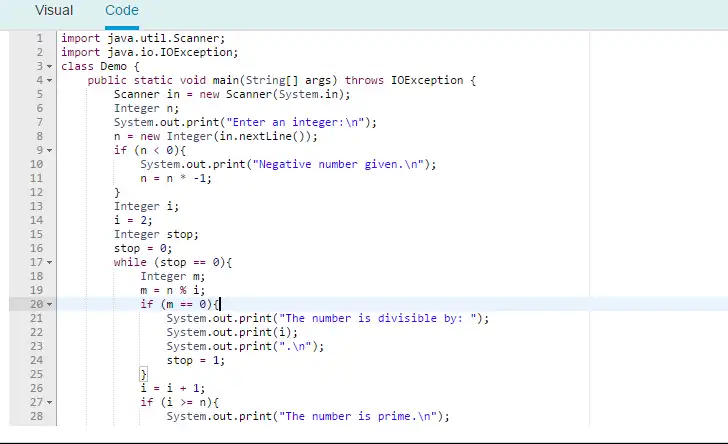 Visual Code
1 import java.util.Scanner;
2 import java.io.IOException;
3 class Demo {
4     public static void main(String[] args) throws IOException {
5         Scanner in = new Scanner(System.in);
6         Integer n;
7         System.out.print("Enter an integer:\n");
8         n = new Integer(in.nextLine());
9         if (n < 0){
10             System.out.print("Negative number given.\n");
11             n = n * -1;
12         }
13         Integer i;
14         i = 2;
15         Integer stop;
16         stop = 0;
17         while (stop == 0){
18             Integer m;
19             m = n % i;
20             if (m == 0){
21                 System.out.print("The number is divisible by: ");
22                 System.out.print(i);
23                 System.out.print(".\n");
24                 stop = 1;
25             }
26             i = i + 1;
27             if (i >= n){
28                 System.out.print("The number is prime.\n");